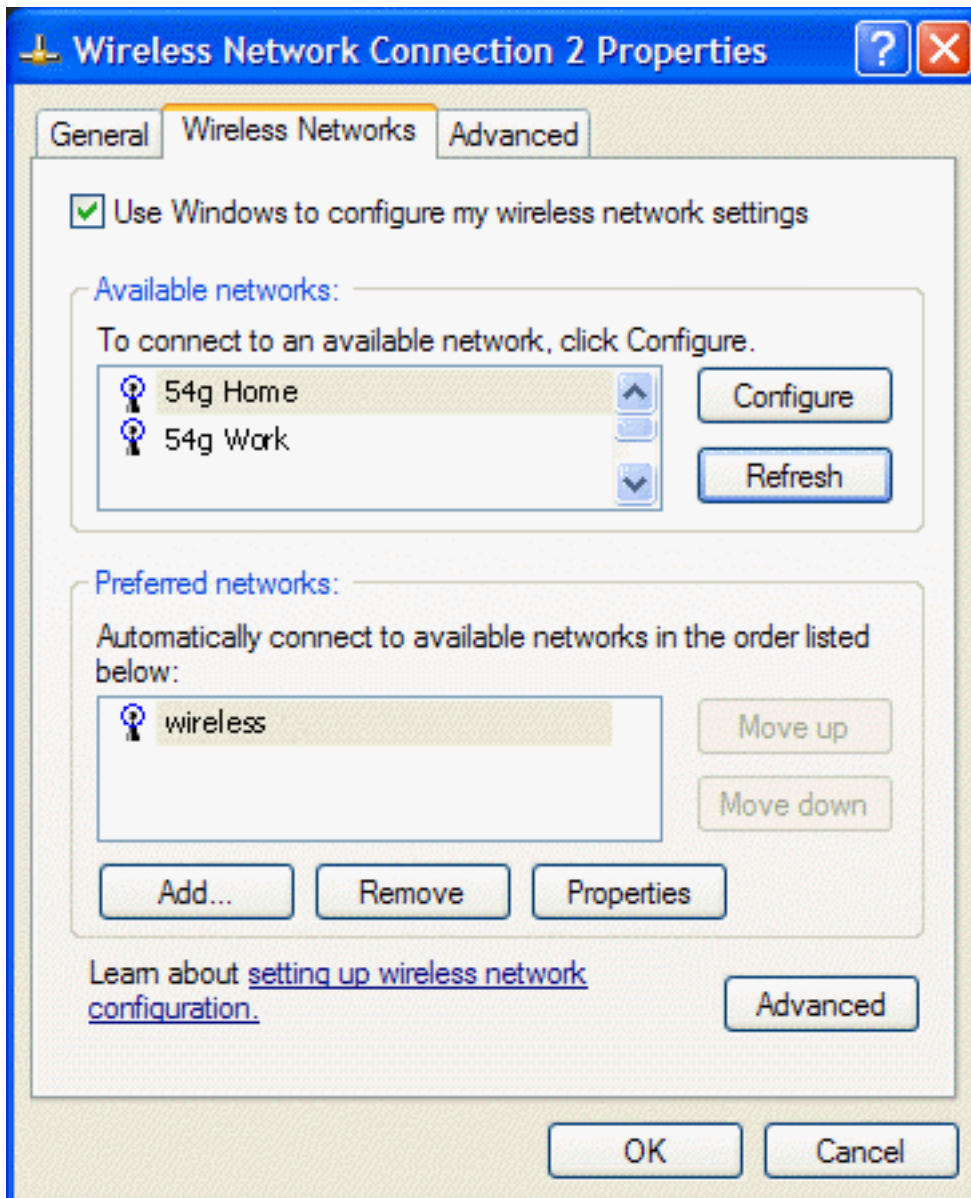 Wireless Network Connection 2 Properties
General
Wireless Networks
Advanced
Use Windows to configure my wireless network settings
Available networks:
To connect to an available network, click Configure.
54g Home
54g Work
Configure
Refresh
Preferred networks:
Automatically connect to available networks in the order listed
below:
wireless
Move up
Move down
Add...
Remove
Properties
Learn about setting up wireless network
configuration.
Advanced
OK
Cancel